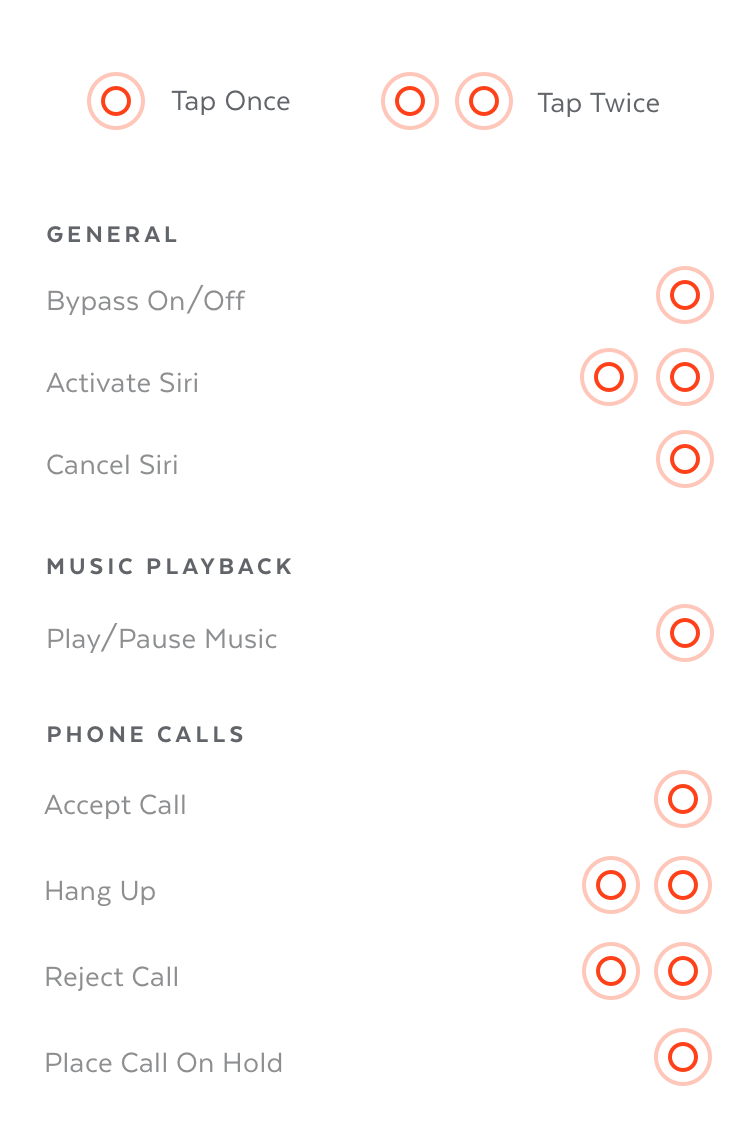 Tap Once
Tap Twice
GENERAL
Bypass On/Off
Activate Siri
Cancel Siri
MUSIC PLAYBACK
Play/Pause Music
PHONE CALLS
Accept Call
Hang Up
Reject Call
Place Call On Hold